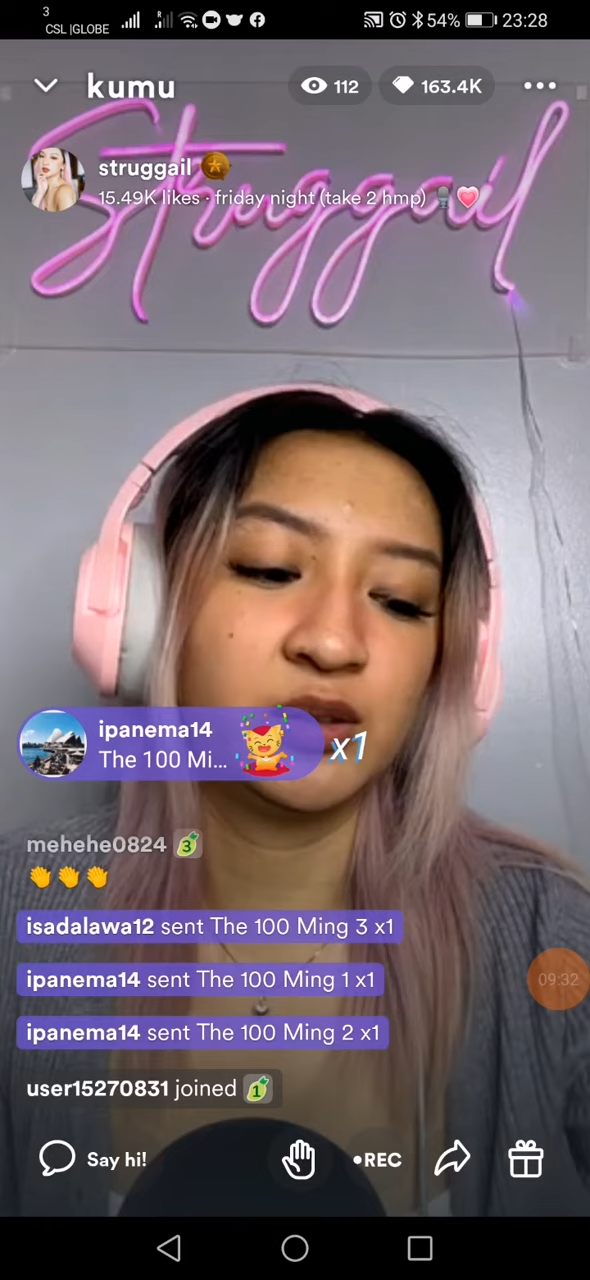 3
CSL |GLOBE
R
54%
23:28
kumu
112
163.4K
Struggail
struggail
15.49K likes · friday night (take 2 hmp)
ipanema14
The 100 Mi...
x1
mehehe0824 3
isadalawa12 sent The 100 Ming 3 x1
ipanema14 sent The 100 Ming 1 x1
09:32
ipanema14 sent The 100 Ming 2 x1
user15270831 joined 1
Say hi!
•REC